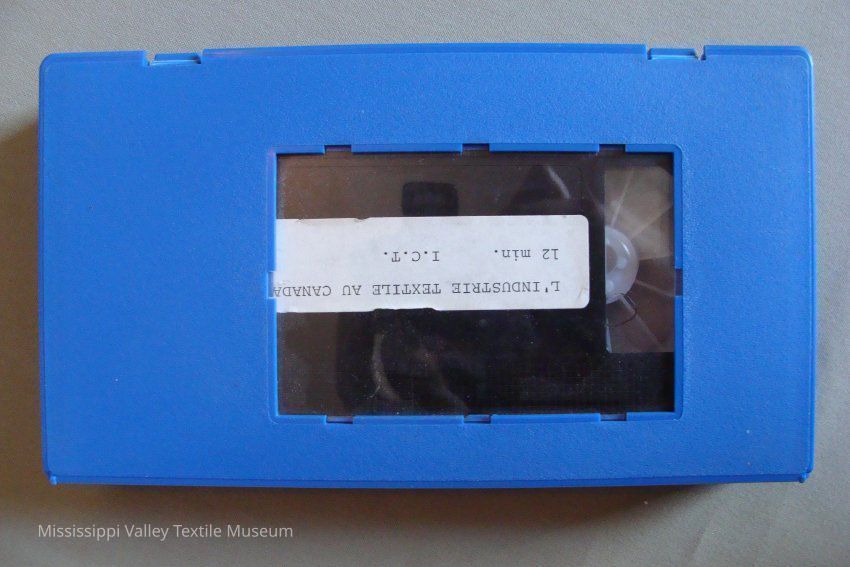 L'INDUSTRIE TEXTILE AU CANADA
12 min. I.C.T.
Mississippi Valley Textile Museum